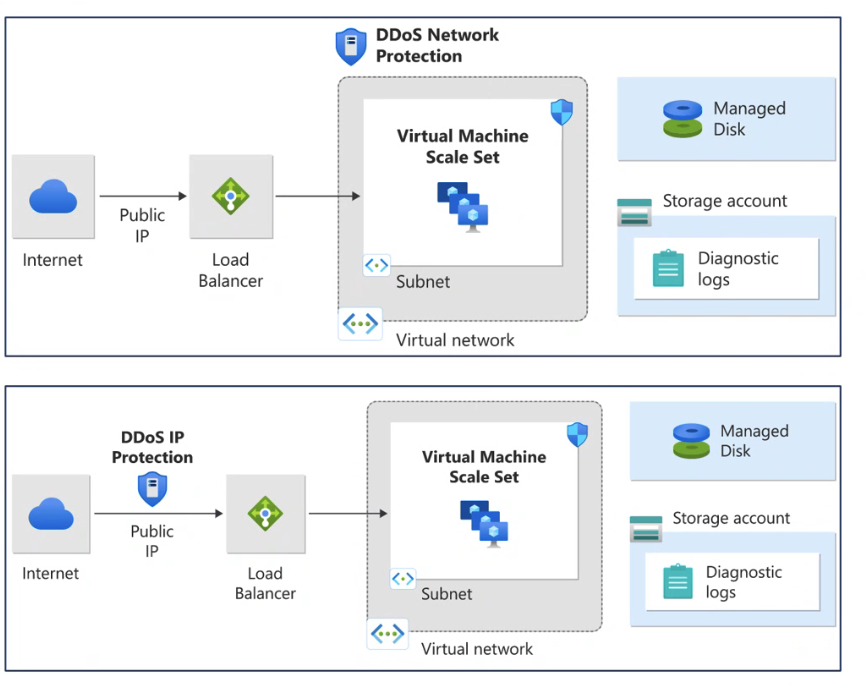 DDoS Network
Protection
Virtual Machine
Scale Set
Managed
Disk
Storage account
Public
IP
Diagnostic
logs
Internet
Load
Balancer
Subnet
Virtual network
DDoS IP
Protection
Virtual Machine
Scale Set
Managed
Disk
Storage account
Public
IP
Diagnostic
logs
Internet
Load
Balancer
Subnet
Virtual network